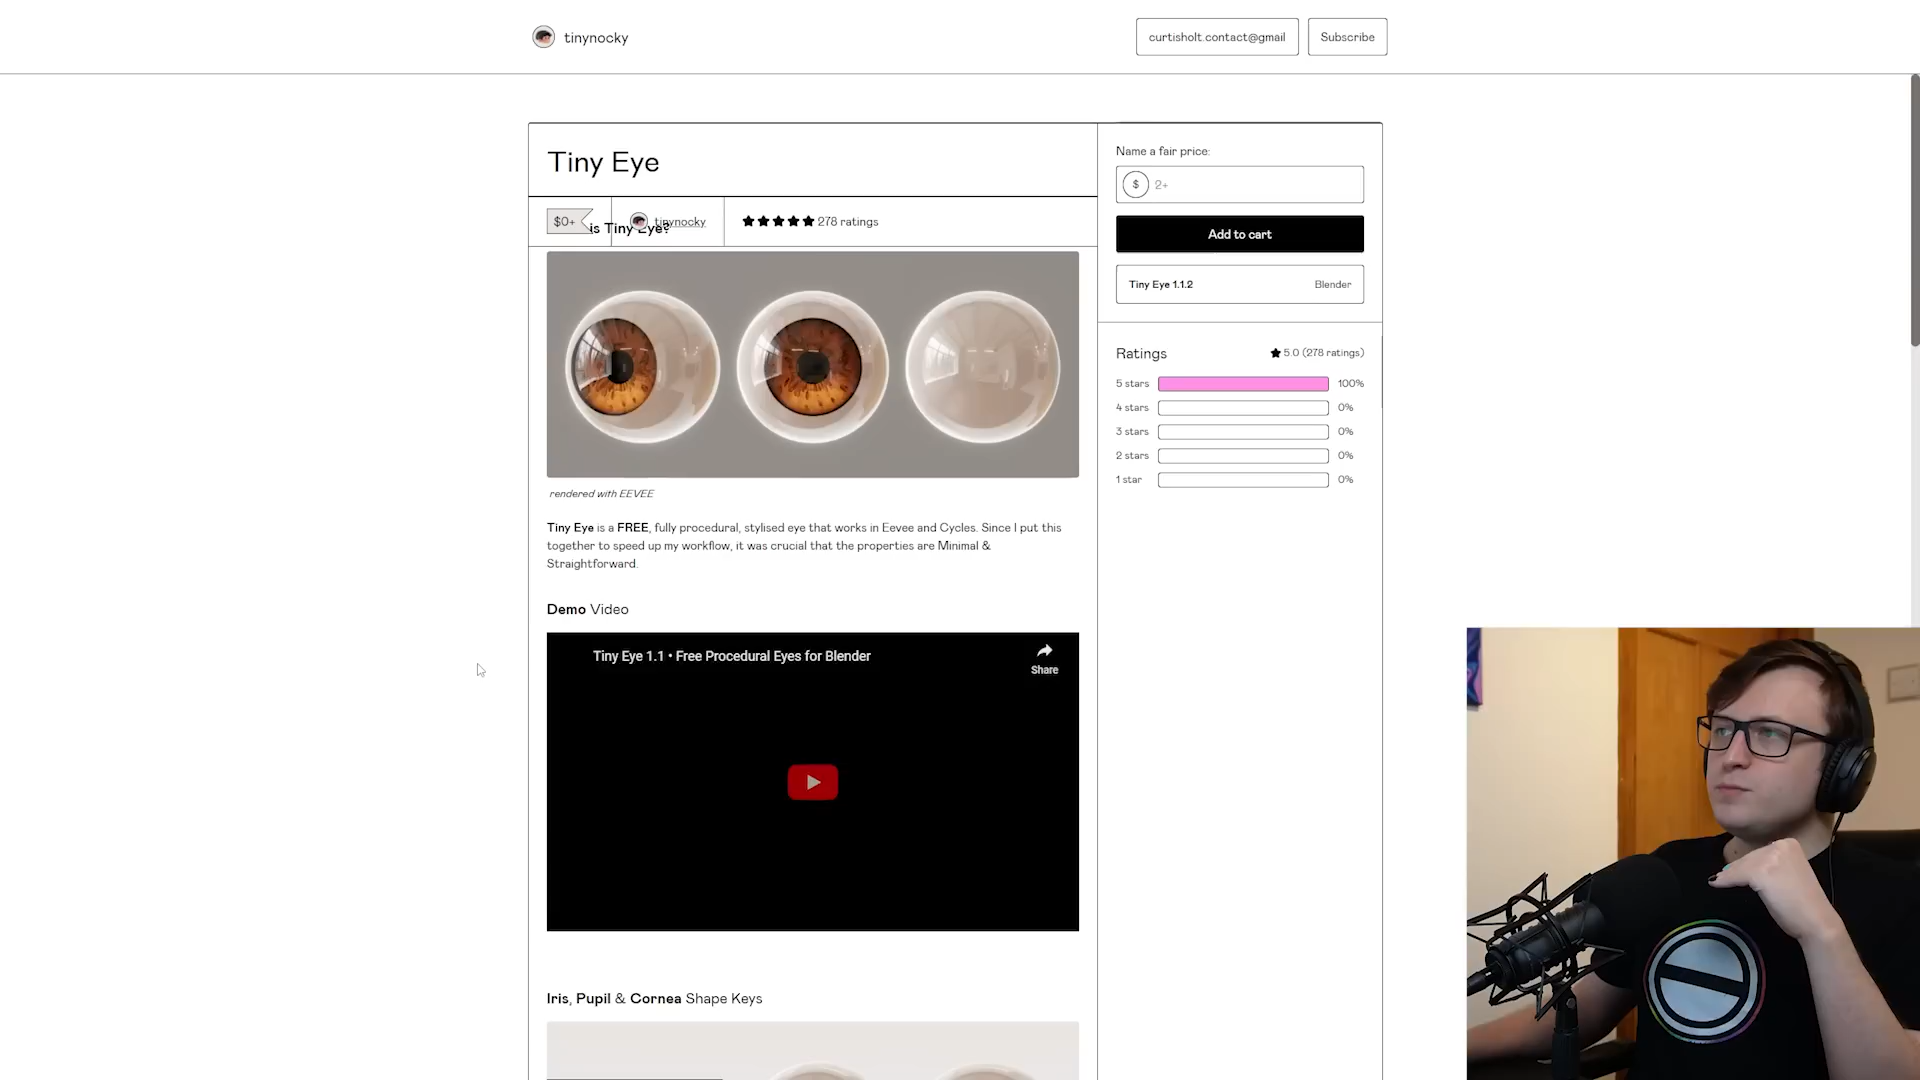 tinynocky
curtisholt.contact@gmail
Subscribe
Tiny Eye
$0+
tinynocky
278 ratings
is Tiny Eye?
rendered with EEVEE
Tiny Eye is a FREE, fully procedural, stylised eye that works in Eevee and Cycles. Since I put this
together to speed up my workflow, it was crucial that the properties are Minimal &
Straightforward.
Demo Video
Tiny Eye 1.1 • Free Procedural Eyes for Blender
Share
Iris, Pupil & Cornea Shape Keys
Name a fair price:
$ 2+
Add to cart
Tiny Eye 1.1.2 Blender
Ratings
5.0 (278 ratings)
5 stars 100%
4 stars 0%
3 stars 0%
2 stars 0%
1 star 0%